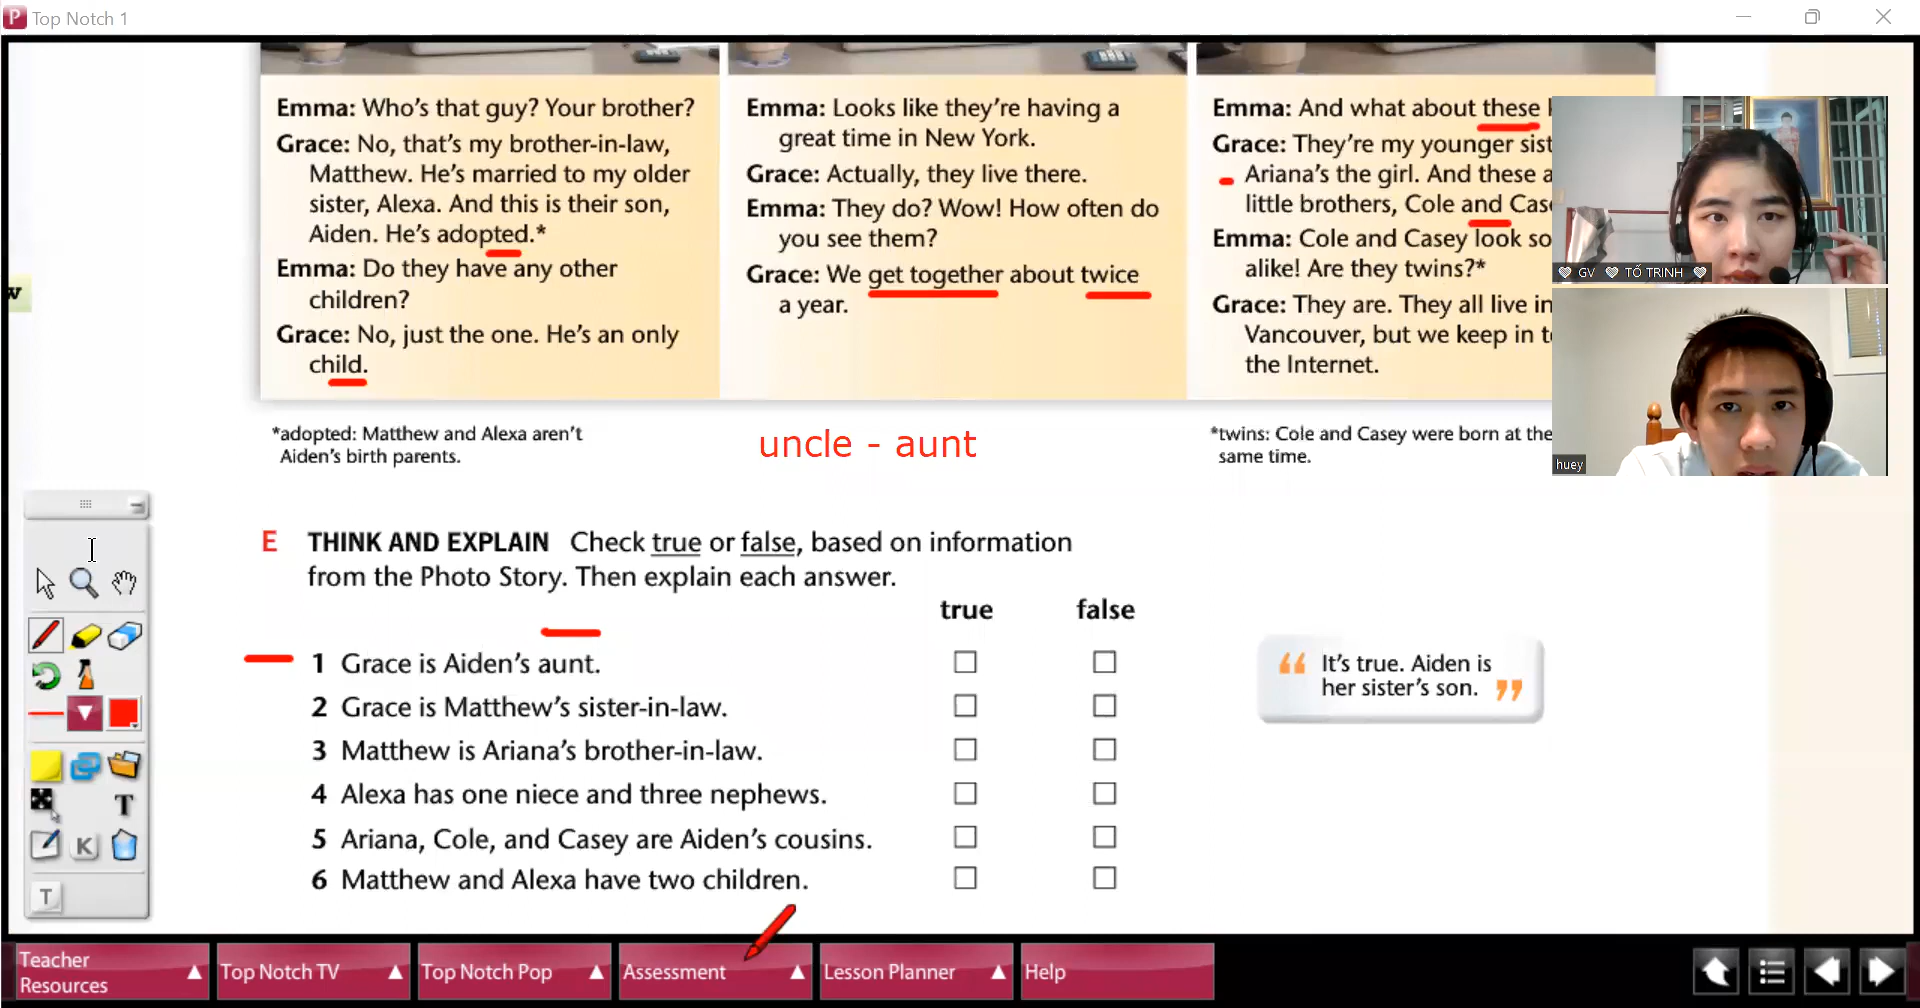 Top Notch 1
Emma: Who's that guy? Your brother?
Grace: No, that's my brother-in-law,
Matthew. He's married to my older
sister, Alexa. And this is their son,
Aiden. He's adopted.*
Emma: Do they have any other
children?
Grace: No, just the one. He's an only
child.
Emma: Looks like they're having a
great time in New York.
Grace: Actually, they live there.
Emma: They do? Wow! How often do
you see them?
Grace: We get together about twice
a year.
Emma: And what about these
Grace: They're my younger
Ariana's the girl. And these
little brothers, Cole and
Emma: Cole and Casey look so
alike! Are they twins?*
Grace: They are. They all live in
Vancouver, but we keep in
the Internet.
GV TỐ TRINH
huey
*adopted: Matthew and Alexa aren't
Aiden's birth parents.
uncle - aunt
*twins: Cole and Casey were born at the
same time.
E THINK AND EXPLAIN Check true or false, based on information
from the Photo Story. Then explain each answer.
true false
1 Grace is Aiden's aunt.
2 Grace is Matthew's sister-in-law.
3 Matthew is Ariana's brother-in-law.
4 Alexa has one niece and three nephews.
5 Ariana, Cole, and Casey are Aiden's cousins.
6 Matthew and Alexa have two children.
“ It's true. Aiden is
her sister's son. ”
T
K
T
Teacher
Resources
Top Notch TV
Top Notch Pop
Assessment
Lesson Planner
Help